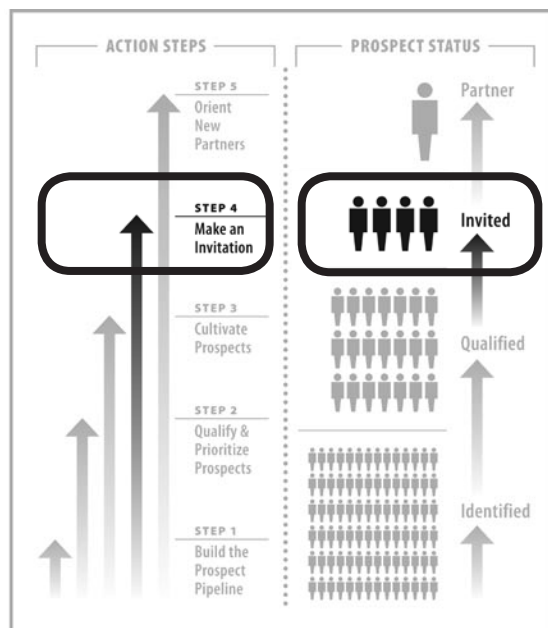 ACTION STEPS
STEP 5
Orient
New
Partners
STEP 4
Make an
Invitation
STEP 3
Cultivate
Prospects
STEP 2
Qualify &
Prioritize
Prospects
STEP 1
Build the
Prospect
Pipeline
PROSPECT STATUS
Partner
Invited
Qualified
Identified